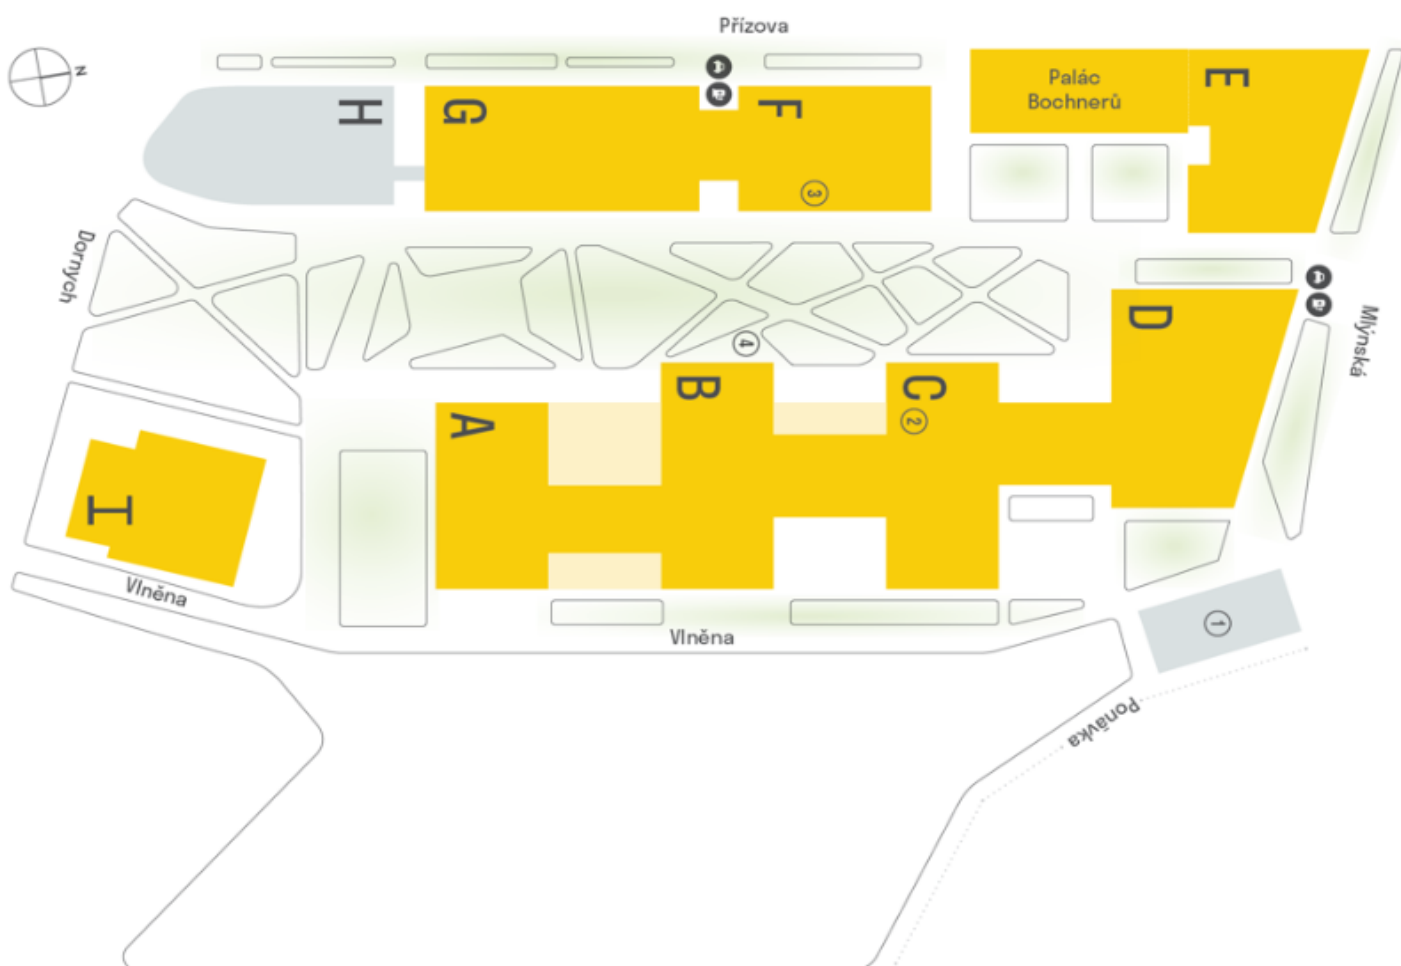 Přízova
N
H
G
F
Palác
Bochnerů
E
3
Dornych
D
Mlýnská
4
A
B
C
2
I
Vlněna
Vlněna
1
Ponávka